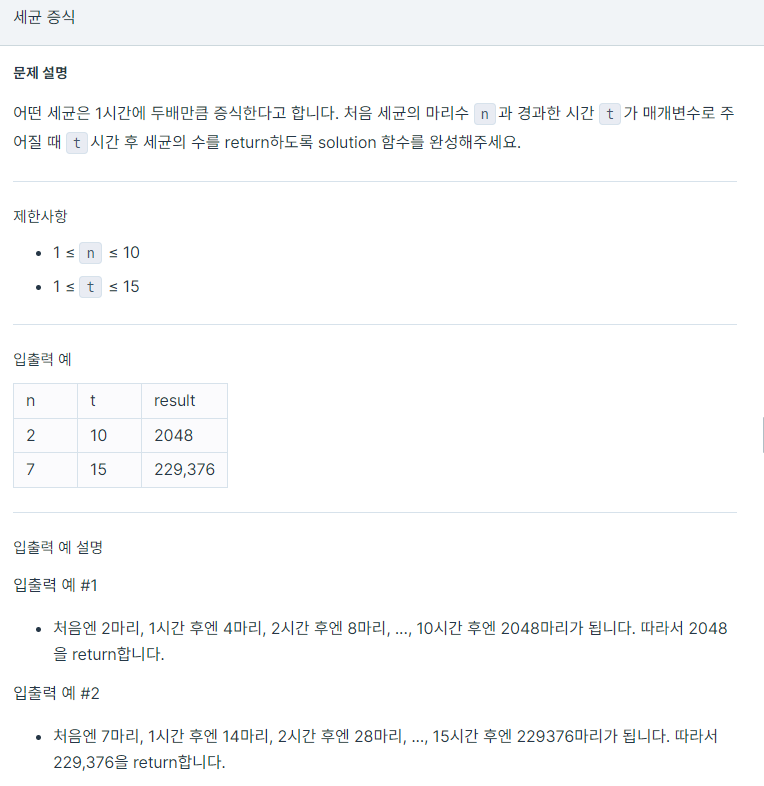 세균 증식
문제 설명
어떤 세균은 1시간에 두배만큼 증식한다고 합니다. 처음 세균의 마리수 n과 경과한 시간 t가 매개변수로 주
어질 때 t시간 후 세균의 수를 return하도록 solution 함수를 완성해주세요.
제한사항
• 1 ≤ n ≤ 10
• 1 ≤ t ≤ 15
입출력 예
n t result
2 10 2048
7 15 229,376
입출력 예 설명
입출력 예 #1
• 처음엔 2마리, 1시간 후엔 4마리, 2시간 후엔 8마리, ..., 10시간 후엔 2048마리가 됩니다. 따라서 2048
을 return합니다.
입출력 예 #2
• 처음엔 7마리, 1시간 후엔 14마리, 2시간 후엔 28마리, ..., 15시간 후엔 229376마리가 됩니다. 따라서
229,376을 return합니다.